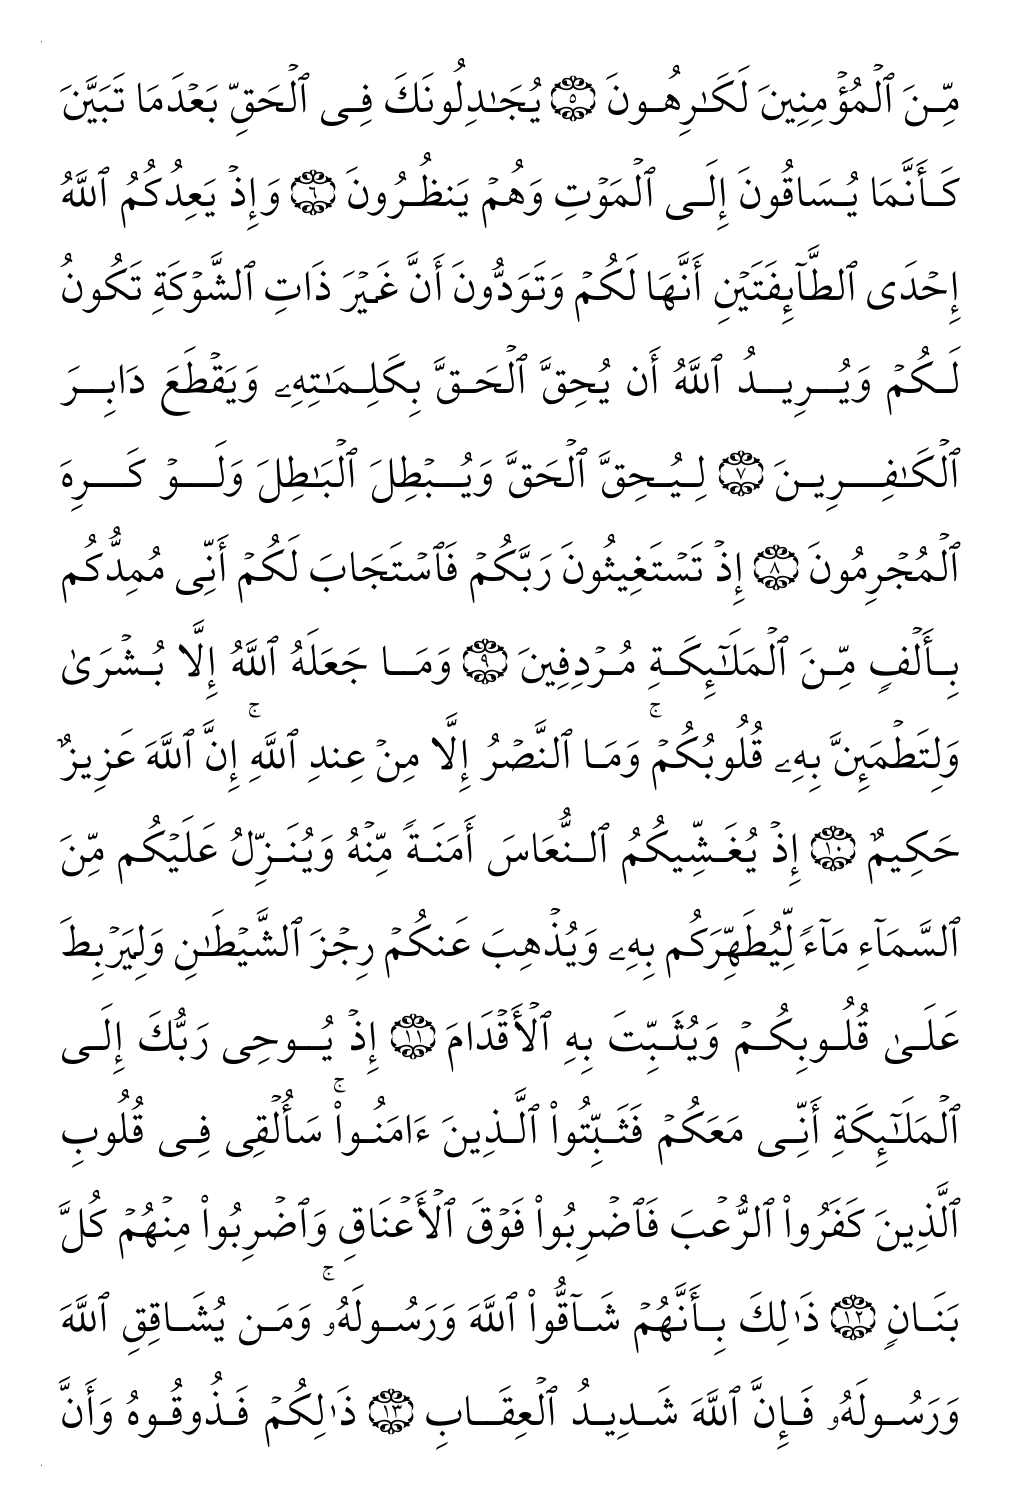 مِّنَ ٱلْمُؤْمِنِينَ لَكَـٰرِهُونَ ۝٥ يُجَـٰدِلُونَكَ فِى ٱلْحَقِّ بَعْدَمَا تَبَيَّنَ
كَأَنَّمَا يُسَاقُونَ إِلَى ٱلْمَوْتِ وَهُمْ يَنظُرُونَ ۝٦ وَإِذْ يَعِدُكُمُ ٱللَّهُ
إِحْدَى ٱلطَّآئِفَتَيْنِ أَنَّهَا لَكُمْ وَتَوَدُّونَ أَنَّ غَيْرَ ذَاتِ ٱلشَّوْكَةِ تَكُونُ
لَكُمْ وَيُرِيدُ ٱللَّهُ أَن يُحِقَّ ٱلْحَقَّ بِكَلِمَـٰتِهِۦ وَيَقْطَعَ دَابِرَ
ٱلْكَـٰفِرِينَ ۝٧ لِيُحِقَّ ٱلْحَقَّ وَيُبْطِلَ ٱلْبَـٰطِلَ وَلَوْ كَرِهَ
ٱلْمُجْرِمُونَ ۝٨ إِذْ تَسْتَغِيثُونَ رَبَّكُمْ فَٱسْتَجَابَ لَكُمْ أَنِّى مُمِدُّكُم
بِأَلْفٍ مِّنَ ٱلْمَلَـٰٓئِكَةِ مُرْدِفِينَ ۝٩ وَمَا جَعَلَهُ ٱللَّهُ إِلَّا بُشْرَىٰ
وَلِتَطْمَئِنَّ بِهِۦ قُلُوبُكُمْ ۚ وَمَا ٱلنَّصْرُ إِلَّا مِنْ عِندِ ٱللَّهِ ۚ إِنَّ ٱللَّهَ عَزِيزٌ
حَكِيمٌ ۝١٠ إِذْ يُغَشِّيكُمُ ٱلنُّعَاسَ أَمَنَةً مِّنْهُ وَيُنَزِّلُ عَلَيْكُم مِّنَ
ٱلسَّمَآءِ مَآءً لِّيُطَهِّرَكُم بِهِۦ وَيُذْهِبَ عَنكُمْ رِجْزَ ٱلشَّيْطَـٰنِ وَلِيَرْبِطَ
عَلَىٰ قُلُوبِكُمْ وَيُثَبِّتَ بِهِ ٱلْأَقْدَامَ ۝١١ إِذْ يُوحِى رَبُّكَ إِلَى
ٱلْمَلَـٰٓئِكَةِ أَنِّى مَعَكُمْ فَثَبِّتُوا۟ ٱلَّذِينَ ءَامَنُوا۟ ۚ سَأُلْقِى فِى قُلُوبِ
ٱلَّذِينَ كَفَرُوا۟ ٱلرُّعْبَ فَٱضْرِبُوا۟ فَوْقَ ٱلْأَعْنَاقِ وَٱضْرِبُوا۟ مِنْهُمْ كُلَّ
بَنَانٍ ۝١٢ ذَٰلِكَ بِأَنَّهُمْ شَآقُّوا۟ ٱللَّهَ وَرَسُولَهُۥ ۚ وَمَن يُشَاقِقِ ٱللَّهَ
وَرَسُولَهُۥ فَإِنَّ ٱللَّهَ شَدِيدُ ٱلْعِقَابِ ۝١٣ ذَٰلِكُمْ فَذُوقُوهُ وَأَنَّ